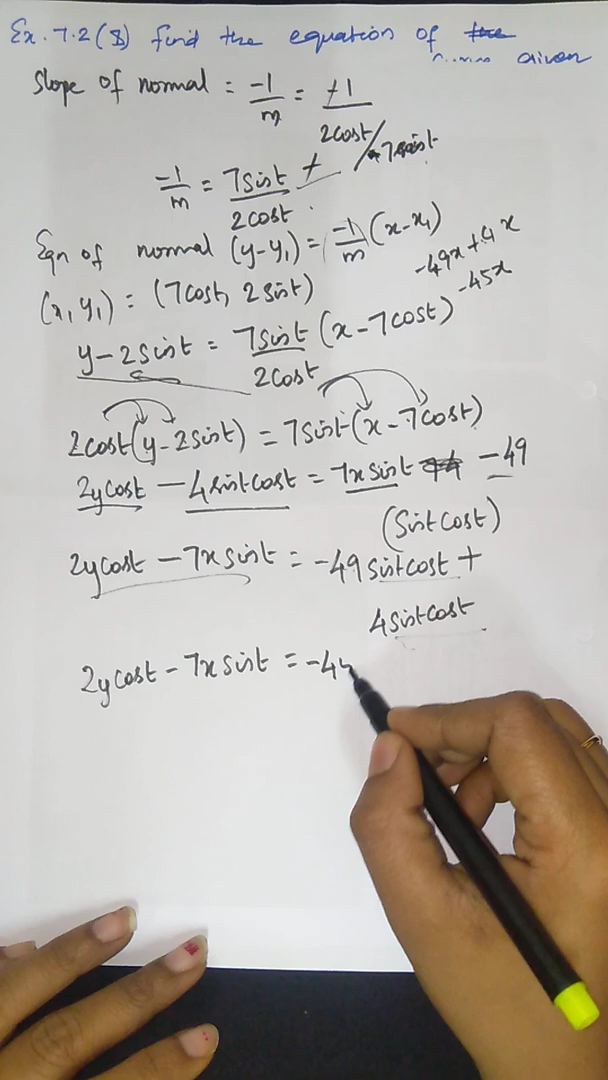 Ex. 7.2 (8) find the equation of the
given
Slope of normal = -1/m = +1/(2cost/-7sint)
-1/m = 7sint/2cost +
Eqn of normal (y-y₁) = -1/m (x-x₁)
(x₁ y₁) = (7cost, 2sint)
-49x+4x
-45x
y-2sint = 7sint/2cost (x-7cost)
2cost(y-2sint) = 7sint(x-7cost)
2ycost - 4sintcost = 7xsint -49
(sintcost)
2ycost - 7xsint = -49sintcost +
4sintcost
2ycost - 7xsint = -4